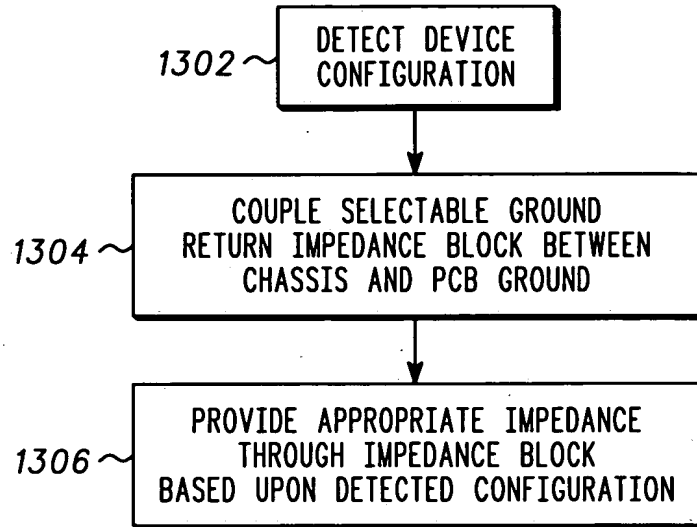 1302
DETECT DEVICE
CONFIGURATION
1304
COUPLE SELECTABLE GROUND
RETURN IMPEDANCE BLOCK BETWEEN
CHASSIS AND PCB GROUND
1306
PROVIDE APPROPRIATE IMPEDANCE
THROUGH IMPEDANCE BLOCK
BASED UPON DETECTED CONFIGURATION